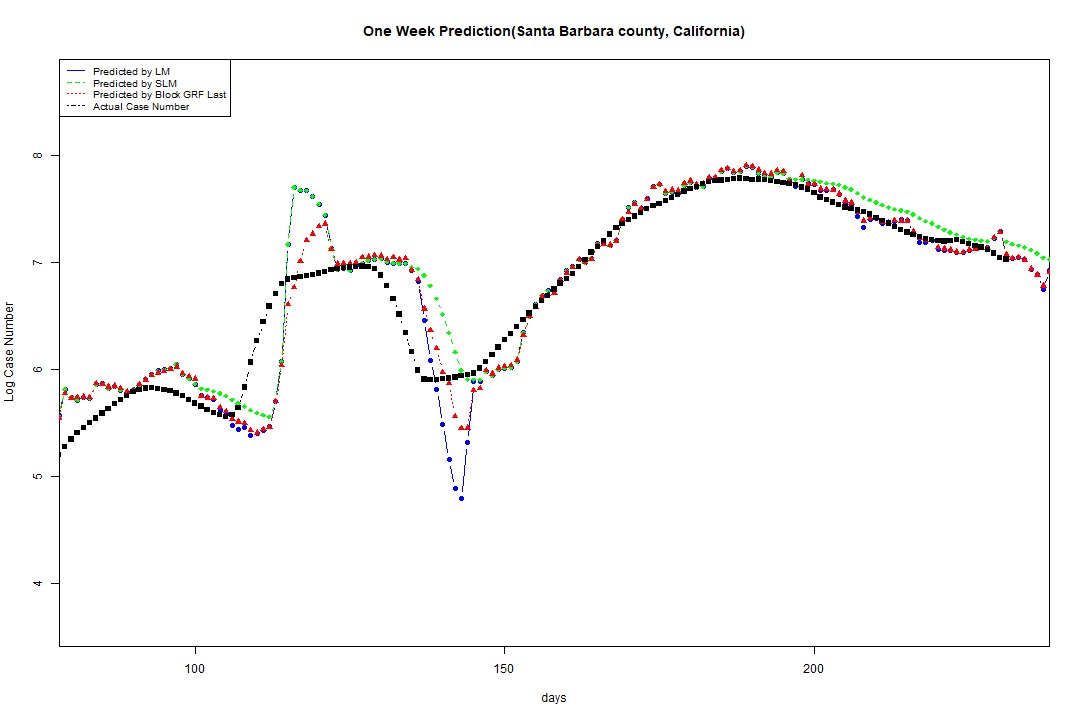 One Week Prediction(Santa Barbara county, California)
Predicted by LM
Predicted by SLM
Predicted by Block GRF Last
Actual Case Number
8
7
6
5
4
Log Case Number
100 150 200
days